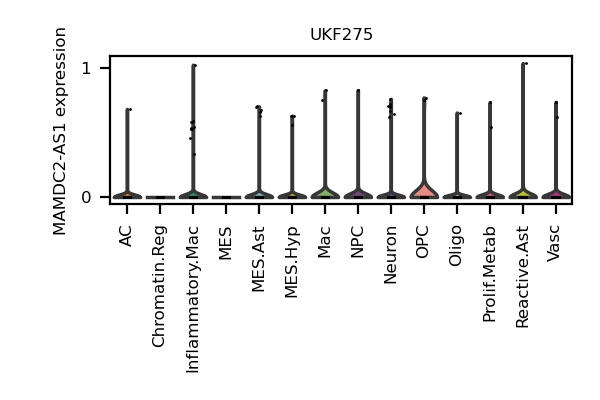 UKF275
MAMDC2-AS1 expression
1
0
AC
Chromatin.Reg
Inflammatory.Mac
MES
MES.Ast
MES.Hyp
Mac
NPC
Neuron
OPC
Oligo
Prolif.Metab
Reactive.Ast
Vasc